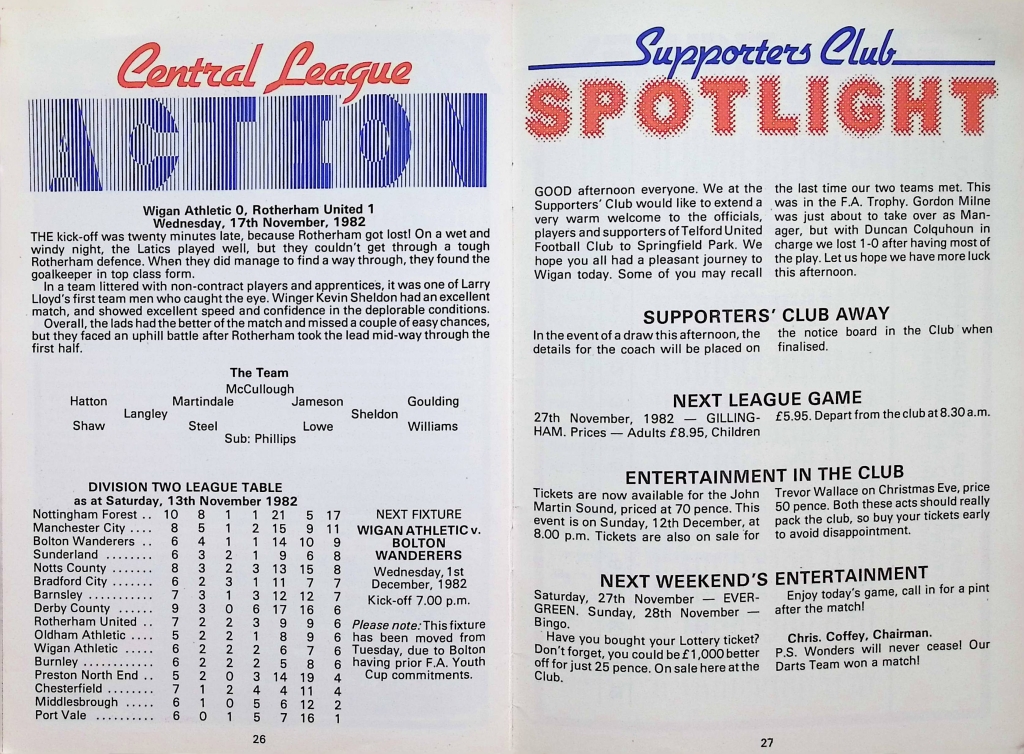 Central League
ACTION
Wigan Athletic 0, Rotherham United 1
Wednesday, 17th November, 1982
THE kick-off was twenty minutes late, because Rotherham got lost! On a wet and
windy night, the Latics played well, but they couldn't get through a tough
Rotherham defence. When they did manage to find a way through, they found the
goalkeeper in top class form.
In a team littered with non-contract players and apprentices, it was one of Larry
Lloyd's first team men who caught the eye. Winger Kevin Sheldon had an excellent
match, and showed excellent speed and confidence in the deplorable conditions.
Overall, the lads had the better of the match and missed a couple of easy chances,
but they faced an uphill battle after Rotherham took the lead mid-way through the
first half.
The Team
McCullough
Hatton Martindale Jameson Goulding
Langley Sheldon
Shaw Steel Lowe Williams
Sub: Phillips
DIVISION TWO LEAGUE TABLE
as at Saturday, 13th November 1982
Nottingham Forest .. 10 8 1 1 21 5 17
Manchester City .... 8 5 1 2 15 9 11
Bolton Wanderers .. 6 4 1 1 14 10 9
Sunderland ........ 6 3 2 1 9 6 8
Notts County ...... 8 3 2 3 13 15 8
Bradford City ...... 6 2 3 1 11 7 7
Barnsley .......... 7 3 1 3 12 12 7
Derby County ...... 9 3 0 6 17 16 6
Rotherham United .. 7 2 2 3 9 9 6
Oldham Athletic .... 5 2 2 1 8 9 6
Wigan Athletic ..... 6 2 2 2 6 7 6
Burnley ............ 6 2 2 2 5 8 6
Preston North End .. 5 2 0 3 14 19 4
Chesterfield ....... 7 1 2 4 4 11 4
Middlesbrough ..... 6 1 0 5 6 12 2
Port Vale .......... 6 0 1 5 7 16 1
NEXT FIXTURE
WIGAN ATHLETIC v.
BOLTON
WANDERERS
Wednesday, 1st
December, 1982
Kick-off 7.00 p.m.
Please note: This fixture
has been moved from
Tuesday, due to Bolton
having prior F.A. Youth
Cup commitments.
26
Supporters Club
SPOTLIGHT
GOOD afternoon everyone. We at the
Supporters' Club would like to extend a
very warm welcome to the officials,
players and supporters of Telford United
Football Club to Springfield Park. We
hope you all had a pleasant journey to
Wigan today. Some of you may recall
the last time our two teams met. This
was in the F.A. Trophy. Gordon Milne
was just about to take over as Man-
ager, but with Duncan Colquhoun in
charge we lost 1-0 after having most of
the play. Let us hope we have more luck
this afternoon.
SUPPORTERS' CLUB AWAY
In the event of a draw this afternoon, the
details for the coach will be placed on
the notice board in the Club when
finalised.
NEXT LEAGUE GAME
27th November, 1982 — GILLING-
HAM. Prices — Adults £8.95, Children
£5.95. Depart from the club at 8.30 a.m.
ENTERTAINMENT IN THE CLUB
Tickets are now available for the John
Martin Sound, priced at 70 pence. This
event is on Sunday, 12th December, at
8.00 p.m. Tickets are also on sale for
Trevor Wallace on Christmas Eve, price
50 pence. Both these acts should really
pack the club, so buy your tickets early
to avoid disappointment.
NEXT WEEKEND'S ENTERTAINMENT
Saturday, 27th November — EVER-
GREEN. Sunday, 28th November —
Bingo.
Have you bought your Lottery ticket?
Don't forget, you could be £1,000 better
off for just 25 pence. On sale here at the
Club.
Enjoy today's game, call in for a pint
after the match!
Chris. Coffey, Chairman.
P.S. Wonders will never cease! Our
Darts Team won a match!
27